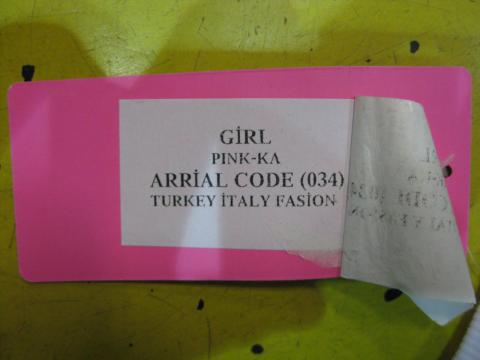 GİRL
PINK-KA
ARRİAL CODE (034)
TURKEY İTALY FASİON